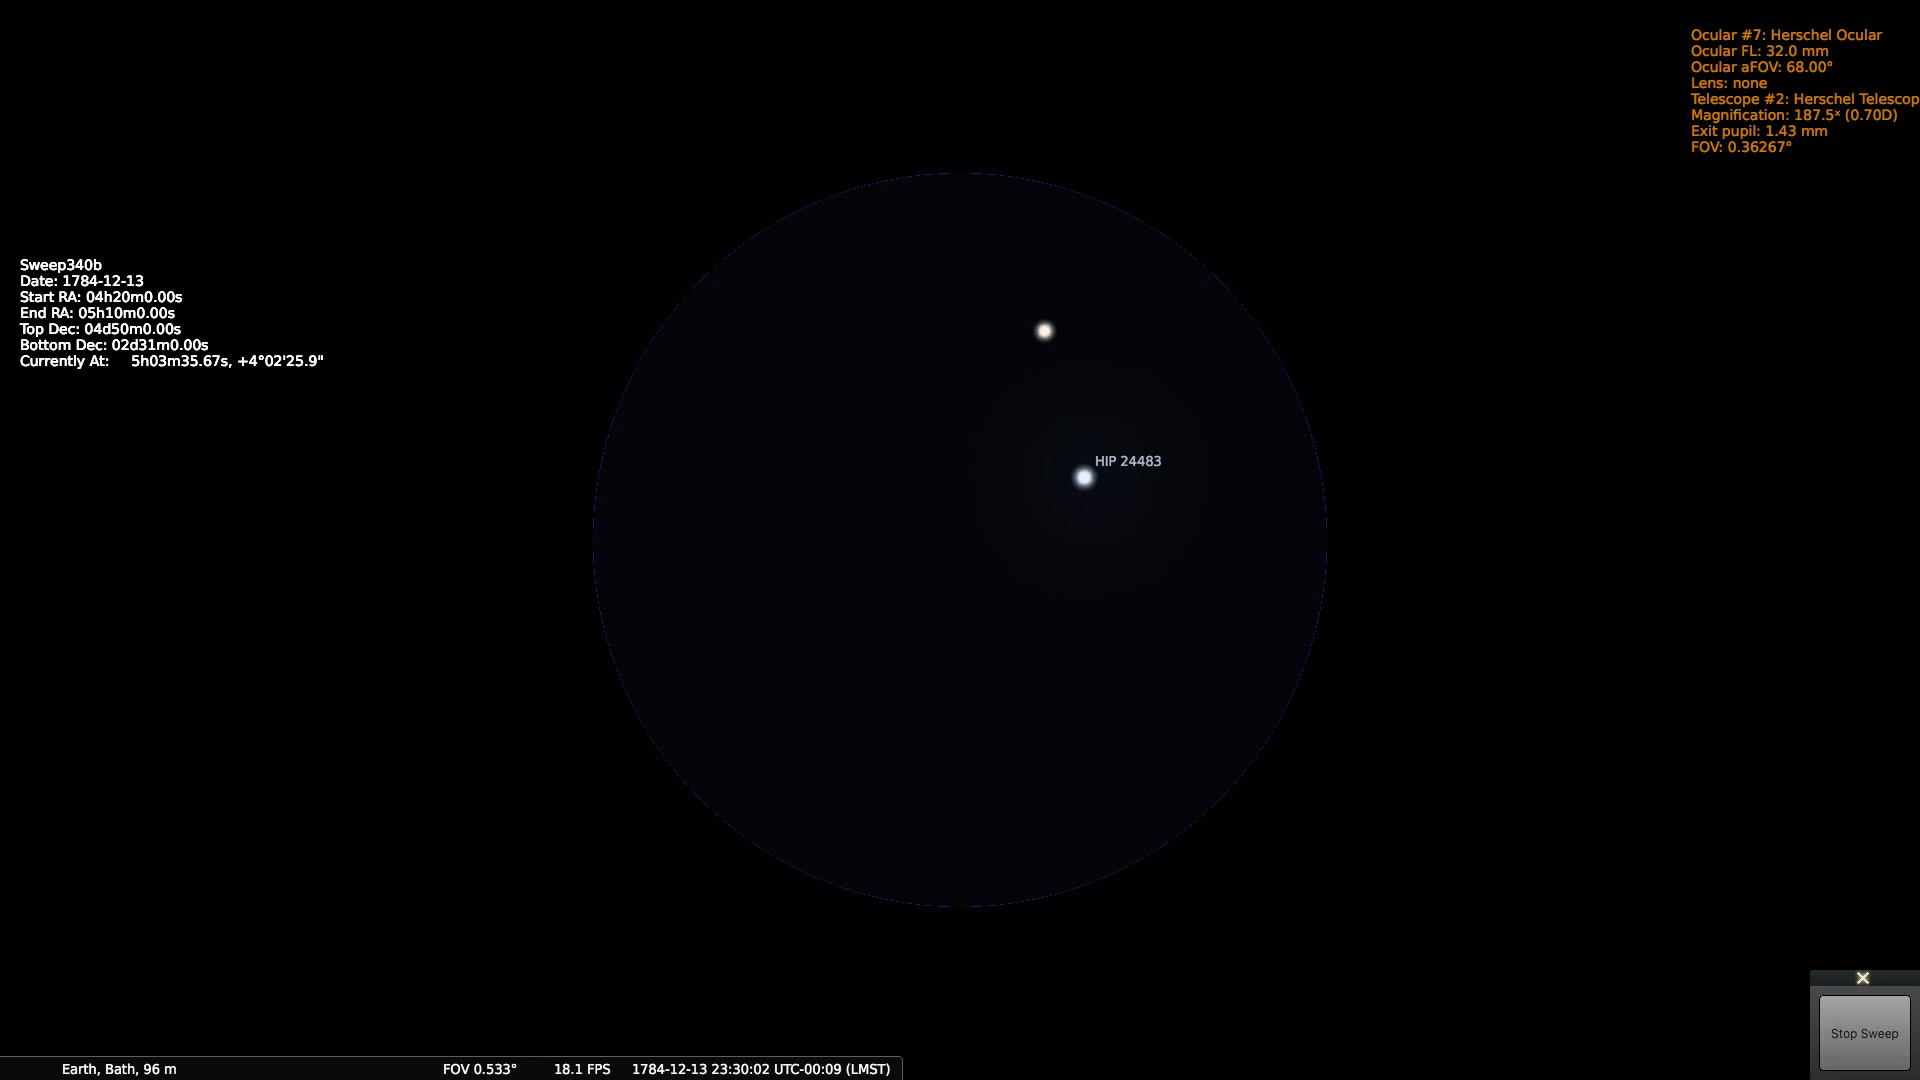 Ocular #7: Herschel Ocular
Ocular FL: 32.0 mm
Ocular aFOV: 68.00°
Lens: none
Telescope #2: Herschel Telescop
Magnification: 187.5ˣ (0.70D)
Exit pupil: 1.43 mm
FOV: 0.36267°
Sweep340b
Date: 1784-12-13
Start RA: 04h20m0.00s
End RA: 05h10m0.00s
Top Dec: 04d50m0.00s
Bottom Dec: 02d31m0.00s
Currently At: 5h03m35.67s, +4°02'25.9"
HIP 24483
Stop Sweep
Earth, Bath, 96 m FOV 0.533° 18.1 FPS 1784-12-13 23:30:02 UTC-00:09 (LMST)